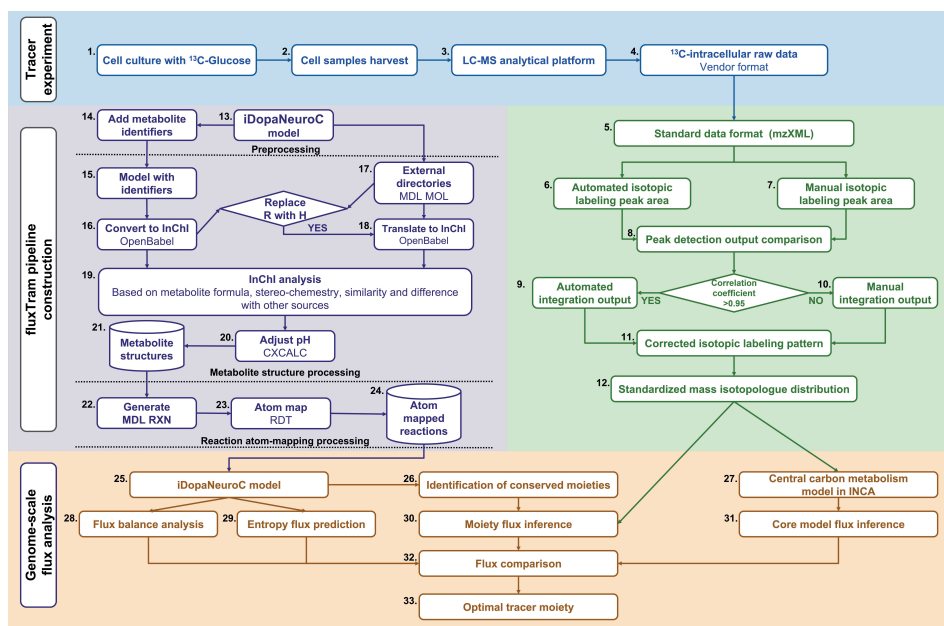 Tracer
experiment
1.
Cell culture with ¹³C-Glucose
2.
Cell samples harvest
3.
LC-MS analytical platform
4.
¹³C-intracellular raw data
Vendor format
fluxTram pipeline
construction
14.
Add metabolite
identifiers
13.
iDopaNeuroC
model
Preprocessing
15.
Model with
identifiers
17.
External
directories
MDL MOL
Replace
R with H
YES
16.
Convert to InChI
OpenBabel
18.
Translate to InChI
OpenBabel
19.
InChI analysis
Based on metabolite formula, stereo-chemestry, similarity and difference
with other sources
21.
Metabolite
structures
20.
Adjust pH
CXCALC
Metabolite structure processing
22.
Generate
MDL RXN
23.
Atom map
RDT
24.
Atom
mapped
reactions
Reaction atom-mapping processing
5.
Standard data format (mzXML)
6.
Automated isotopic
labeling peak area
7.
Manual isotopic
labeling peak area
8.
Peak detection output comparison
9.
Automated
integration output
YES
Correlation
coefficient
>0.95
NO
10.
Manual
integration output
11.
Corrected isotopic labeling pattern
12.
Standardized mass isotopologue distribution
Genome-scale
flux analysis
25.
iDopaNeuroC model
26.
Identification of conserved moieties
27.
Central carbon metabolism
model in INCA
28.
Flux balance analysis
29.
Entropy flux prediction
30.
Moiety flux inference
31.
Core model flux inference
32.
Flux comparison
33.
Optimal tracer moiety